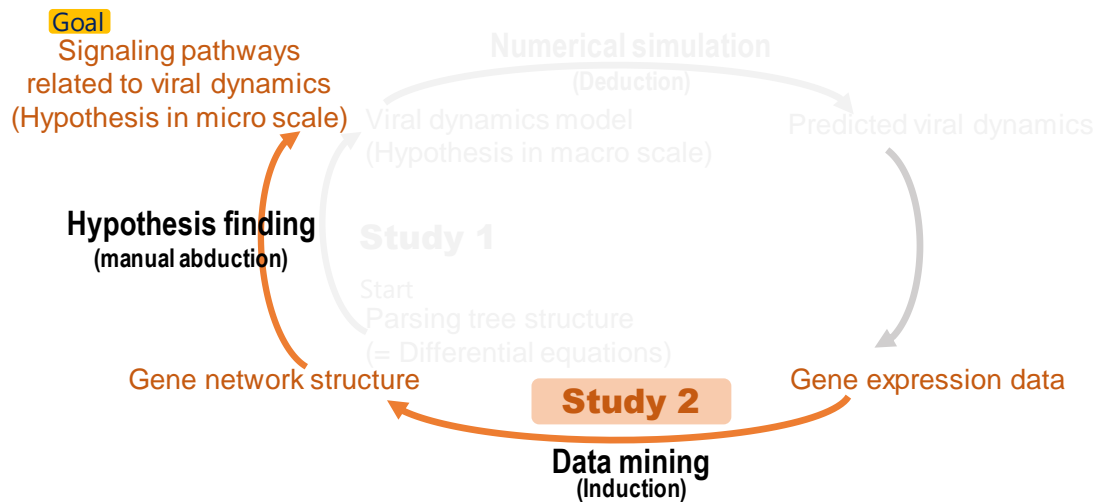 Goal
Signaling pathways
related to viral dynamics
(Hypothesis in micro scale)
Numerical simulation
(Deduction)
Viral dynamics model
(Hypothesis in macro scale)
Predicted viral dynamics
Hypothesis finding
(manual abduction)
Study 1
Start
Parsing tree structure
(= Differential equations)
Gene network structure
Study 2
Gene expression data
Data mining
(Induction)